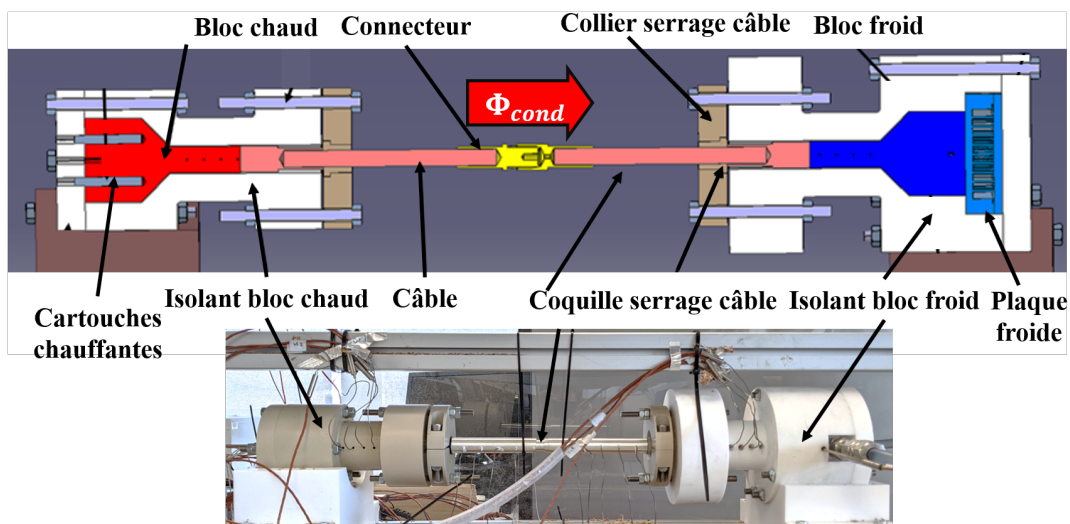 Bloc chaud
Connecteur
Collier serrage câble
Bloc froid
Φcond
Isolant bloc chaud
Câble
Coquille serrage câble
Isolant bloc froid
Plaque
froide
Cartouches
chauffantes